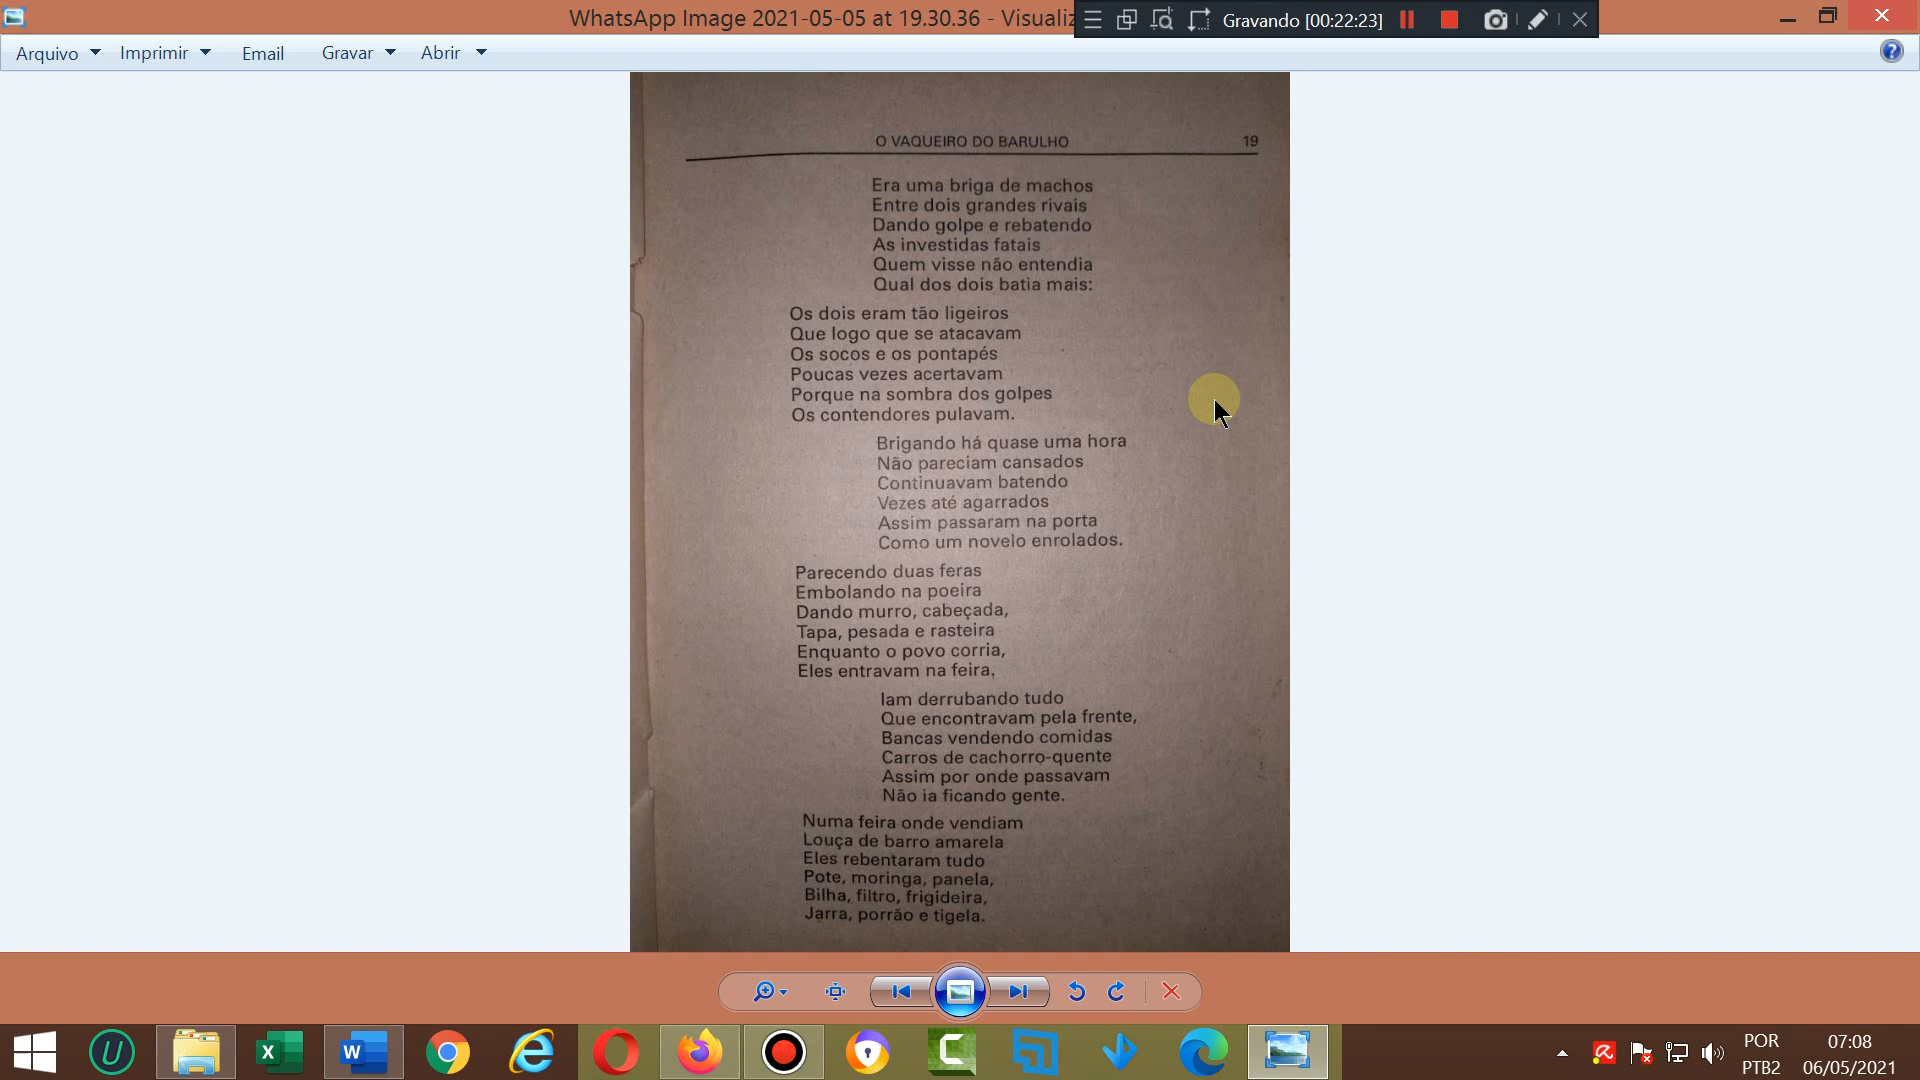 WhatsApp Image 2021-05-05 at 19.30.36 - Visualiz
Gravando [00:22:23]
Arquivo Imprimir Email Gravar Abrir
O VAQUEIRO DO BARULHO 19
Era uma briga de machos
Entre dois grandes rivais
Dando golpe e rebatendo
As investidas fatais
Quem visse não entendia
Qual dos dois batia mais:
Os dois eram tão ligeiros
Que logo que se atacavam
Os socos e os pontapés
Poucas vezes acertavam
Porque na sombra dos golpes
Os contendores pulavam.
Brigando há quase uma hora
Não pareciam cansados
Continuavam batendo
Vezes até agarrados
Assim passaram na porta
Como um novelo enrolados.
Parecendo duas feras
Embolando na poeira
Dando murro, cabeçada,
Tapa, pesada e rasteira
Enquanto o povo corria,
Eles entravam na feira.
Iam derrubando tudo
Que encontravam pela frente,
Bancas vendendo comidas
Carros de cachorro-quente
Assim por onde passavam
Não ia ficando gente.
Numa feira onde vendiam
Louça de barro amarela
Eles rebentaram tudo
Pote, moringa, panela,
Bilha, filtro, frigideira,
Jarra, porrão e tigela.
POR
PTB2
07:08
06/05/2021